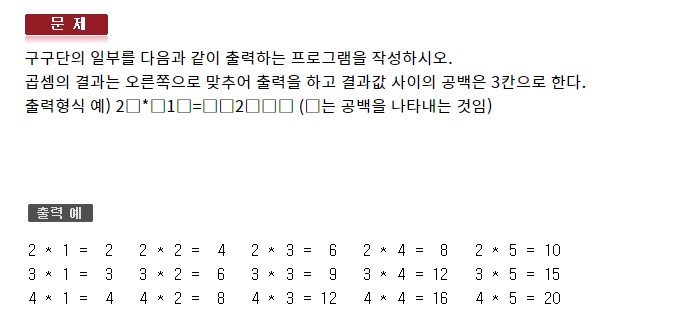 문 제
구구단의 일부를 다음과 같이 출력하는 프로그램을 작성하시오.
곱셈의 결과는 오른쪽으로 맞추어 출력을 하고 결과값 사이의 공백은 3칸으로 한다.
출력형식 예) 2□*□1□=□□2□□□ (□는 공백을 나타내는 것임)
출력 예
2 * 1 =  2   2 * 2 =  4   2 * 3 =  6   2 * 4 =  8   2 * 5 = 10
3 * 1 =  3   3 * 2 =  6   3 * 3 =  9   3 * 4 = 12   3 * 5 = 15
4 * 1 =  4   4 * 2 =  8   4 * 3 = 12   4 * 4 = 16   4 * 5 = 20